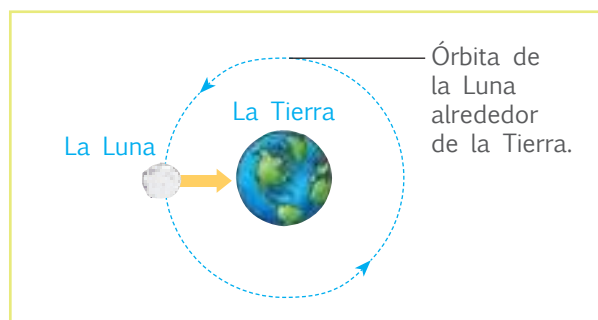 Órbita de
la Luna
alrededor
de la Tierra.
La Tierra
La Luna